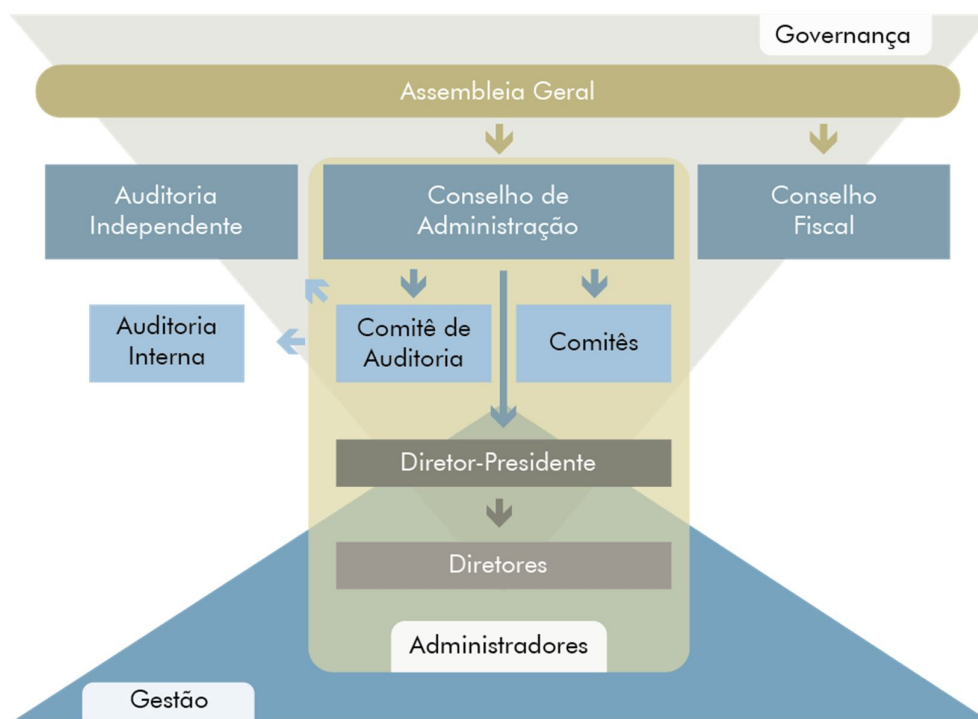 Governança
Assembleia Geral
Auditoria
Independente
Conselho de
Administração
Conselho
Fiscal
Auditoria
Interna
Comitê de
Auditoria
Comitês
Diretor-Presidente
Diretores
Administradores
Gestão